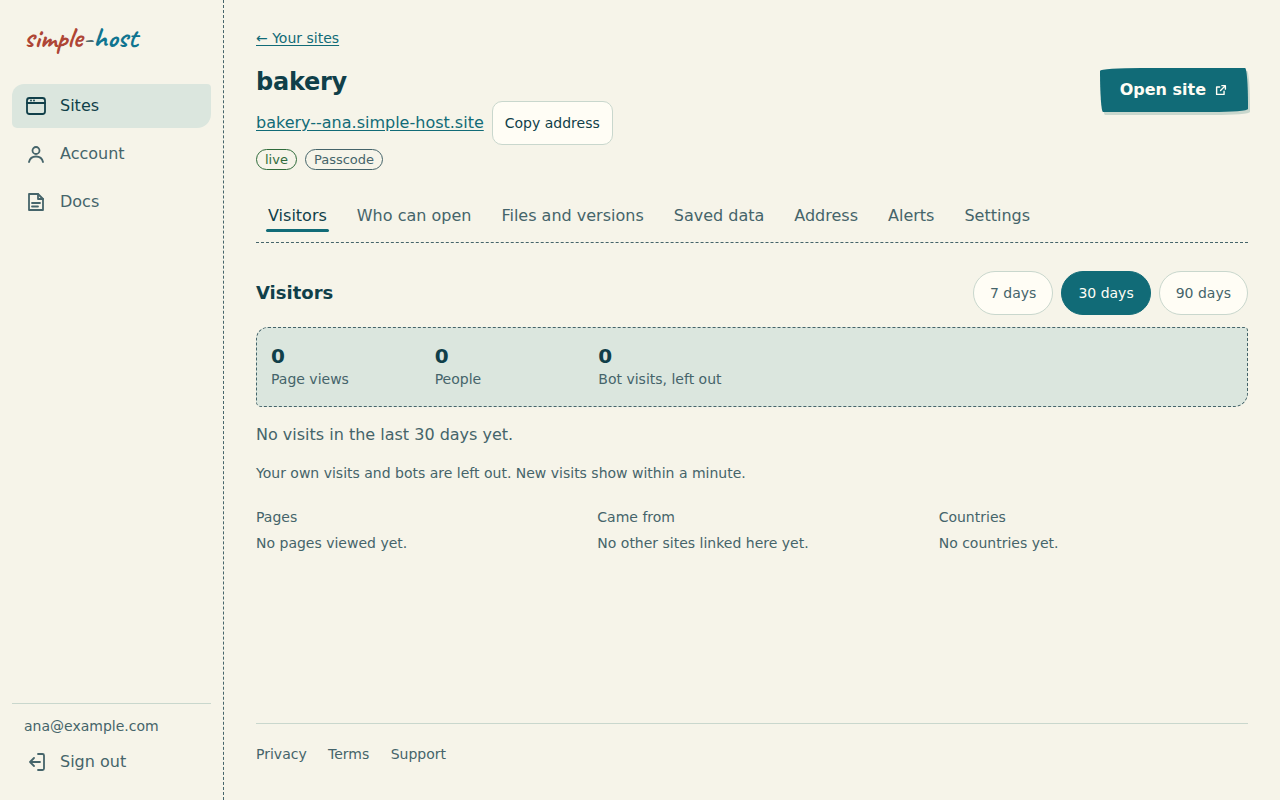 simple-host
Sites
Account
Docs
ana@example.com
Sign out
← Your sites
bakery
bakery--ana.simple-host.site
Copy address
live
Passcode
Open site
Visitors
Who can open
Files and versions
Saved data
Address
Alerts
Settings
Visitors
7 days
30 days
90 days
0
Page views
0
People
0
Bot visits, left out
No visits in the last 30 days yet.
Your own visits and bots are left out. New visits show within a minute.
Pages
No pages viewed yet.
Came from
No other sites linked here yet.
Countries
No countries yet.
Privacy
Terms
Support